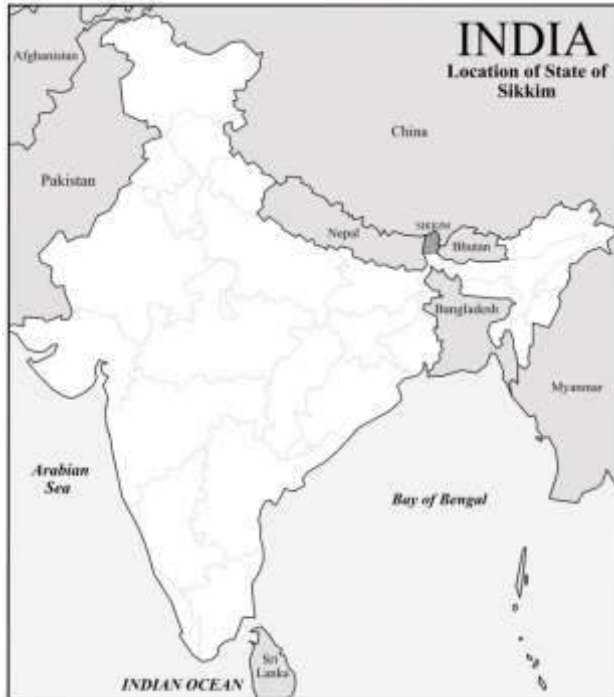 INDIA
Location of State of
Sikkim
Afghanistan
China
Pakistan
SIKKIM
Nepal
Bhutan
Bangladesh
Myanmar
Arabian
Sea
Bay of Bengal
Sri
Lanka
INDIAN OCEAN